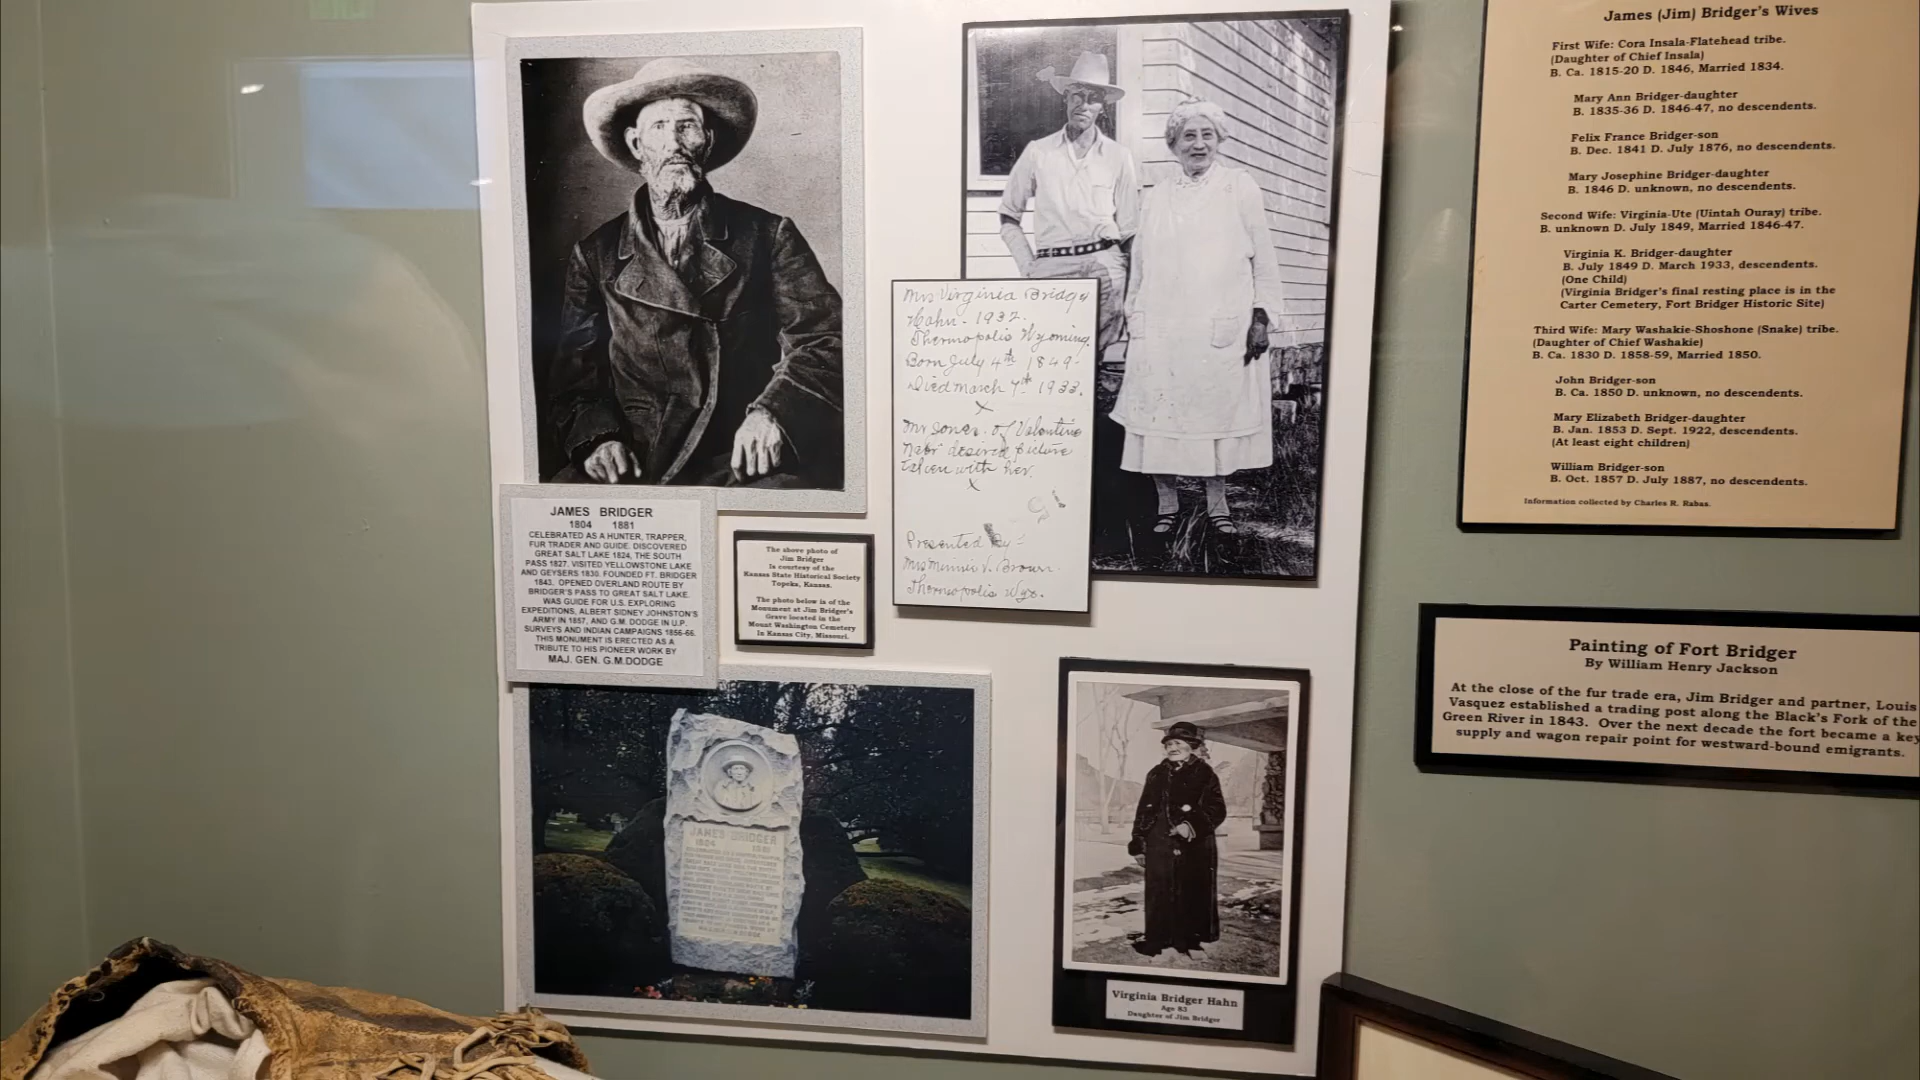 James (Jim) Bridger's Wives
First Wife: Cora Insala-Flathead tribe.
(Daughter of Chief Insala)
B. Ca. 1815-20 D. 1846, Married 1834.
Mary Ann Bridger-daughter
B. 1835-36 D. 1846-47, no descendents.
Felix France Bridger-son
B. Dec. 1841 D. July 1876, no descendents.
Mary Josephine Bridger-daughter
B. 1846 D. unknown, no descendents.
Second Wife: Virginia-Ute (Uintah Ouray) tribe.
B. unknown D. July 1849, Married 1846-47.
Virginia K. Bridger-daughter
B. July 1849 D. March 1933, descendents.
(One Child)
(Virginia Bridger's final resting place is in the
Carter Cemetery, Fort Bridger Historic Site)
Third Wife: Mary Washakie-Shoshone (Snake) tribe.
(Daughter of Chief Washakie)
B. Ca. 1830 D. 1858-59, Married 1850.
John Bridger-son
B. Ca. 1850 D. unknown, no descendents.
Mary Elizabeth Bridger-daughter
B. Jan. 1853 D. Sept. 1922, descendents.
(At least eight children)
William Bridger-son
B. Oct. 1857 D. July 1887, no descendents.
Information collected by Charles R. Rabas.
Mrs Virginia Bridger
Hahn - 1932.
Thermopolis Wyoming.
Born July 4th 1849-
Died March 7th 1933.
X
Mr Jones. of Valentine
Nebr desired picture
taken with her.
X
Presented By-
Mrs V. Brown.
Thermopolis Wyo.
JAMES BRIDGER
1804 1881
CELEBRATED AS A HUNTER, TRAPPER,
FUR TRADER AND GUIDE. DISCOVERED
GREAT SALT LAKE 1824, THE SOUTH
PASS 1827. VISITED YELLOWSTONE LAKE
AND GEYSERS 1830. FOUNDED FT. BRIDGER
1843. OPENED OVERLAND ROUTE BY
BRIDGER'S PASS TO GREAT SALT LAKE.
WAS GUIDE FOR U.S. EXPLORING
EXPEDITIONS, ALBERT SIDNEY JOHNSTON'S
ARMY IN 1857, AND G.M. DODGE IN U.P.
SURVEYS AND INDIAN CAMPAIGNS 1856-66.
THIS MONUMENT IS ERECTED AS A
TRIBUTE TO HIS PIONEER WORK BY
MAJ. GEN. G.M.DODGE
The above photo of
Jim Bridger
Is courtesy of the
Kansas State Historical Society
Topeka, Kansas.
The photo below is of the
Monument at Jim Bridger's
Grave located in the
Mount Washington Cemetery
In Kansas City, Missouri.
Painting of Fort Bridger
By William Henry Jackson
At the close of the fur trade era, Jim Bridger and partner, Louis
Vasquez established a trading post along the Black's Fork of the
Green River in 1843. Over the next decade the fort became a key
supply and wagon repair point for westward-bound emigrants.
JAMES BRIDGER
1804 1881
Virginia Bridger Hahn
Age 83
Daughter of Jim Bridger